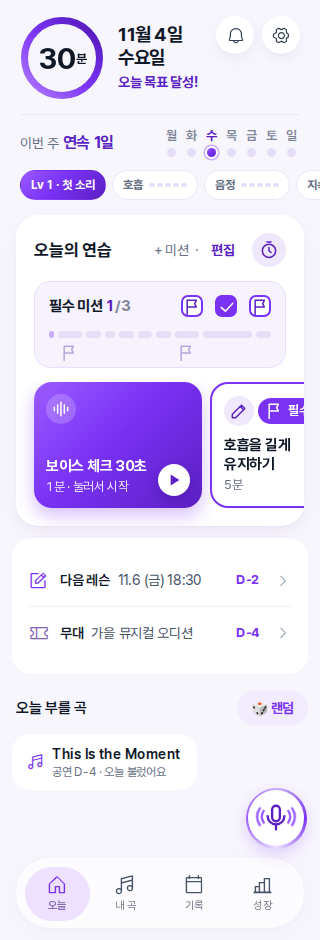 30분
11월 4일
수요일
오늘 목표 달성!
이번 주 연속 1일
월 화 수 목 금 토 일
Lv 1 · 첫 소리
호흡
음정
오늘의 연습
+ 미션 ·
편집
필수 미션 1/3
보이스 체크 30초
1분 · 눌러서 시작
호흡을 길게
유지하기
5분
다음 레슨 11.6 (금) 18:30 D-2
무대 가을 뮤지컬 오디션 D-4
오늘 부를 곡
랜덤
This Is the Moment
공연 D-4 · 오늘 불렀어요
오늘
내 곡
기록
성장